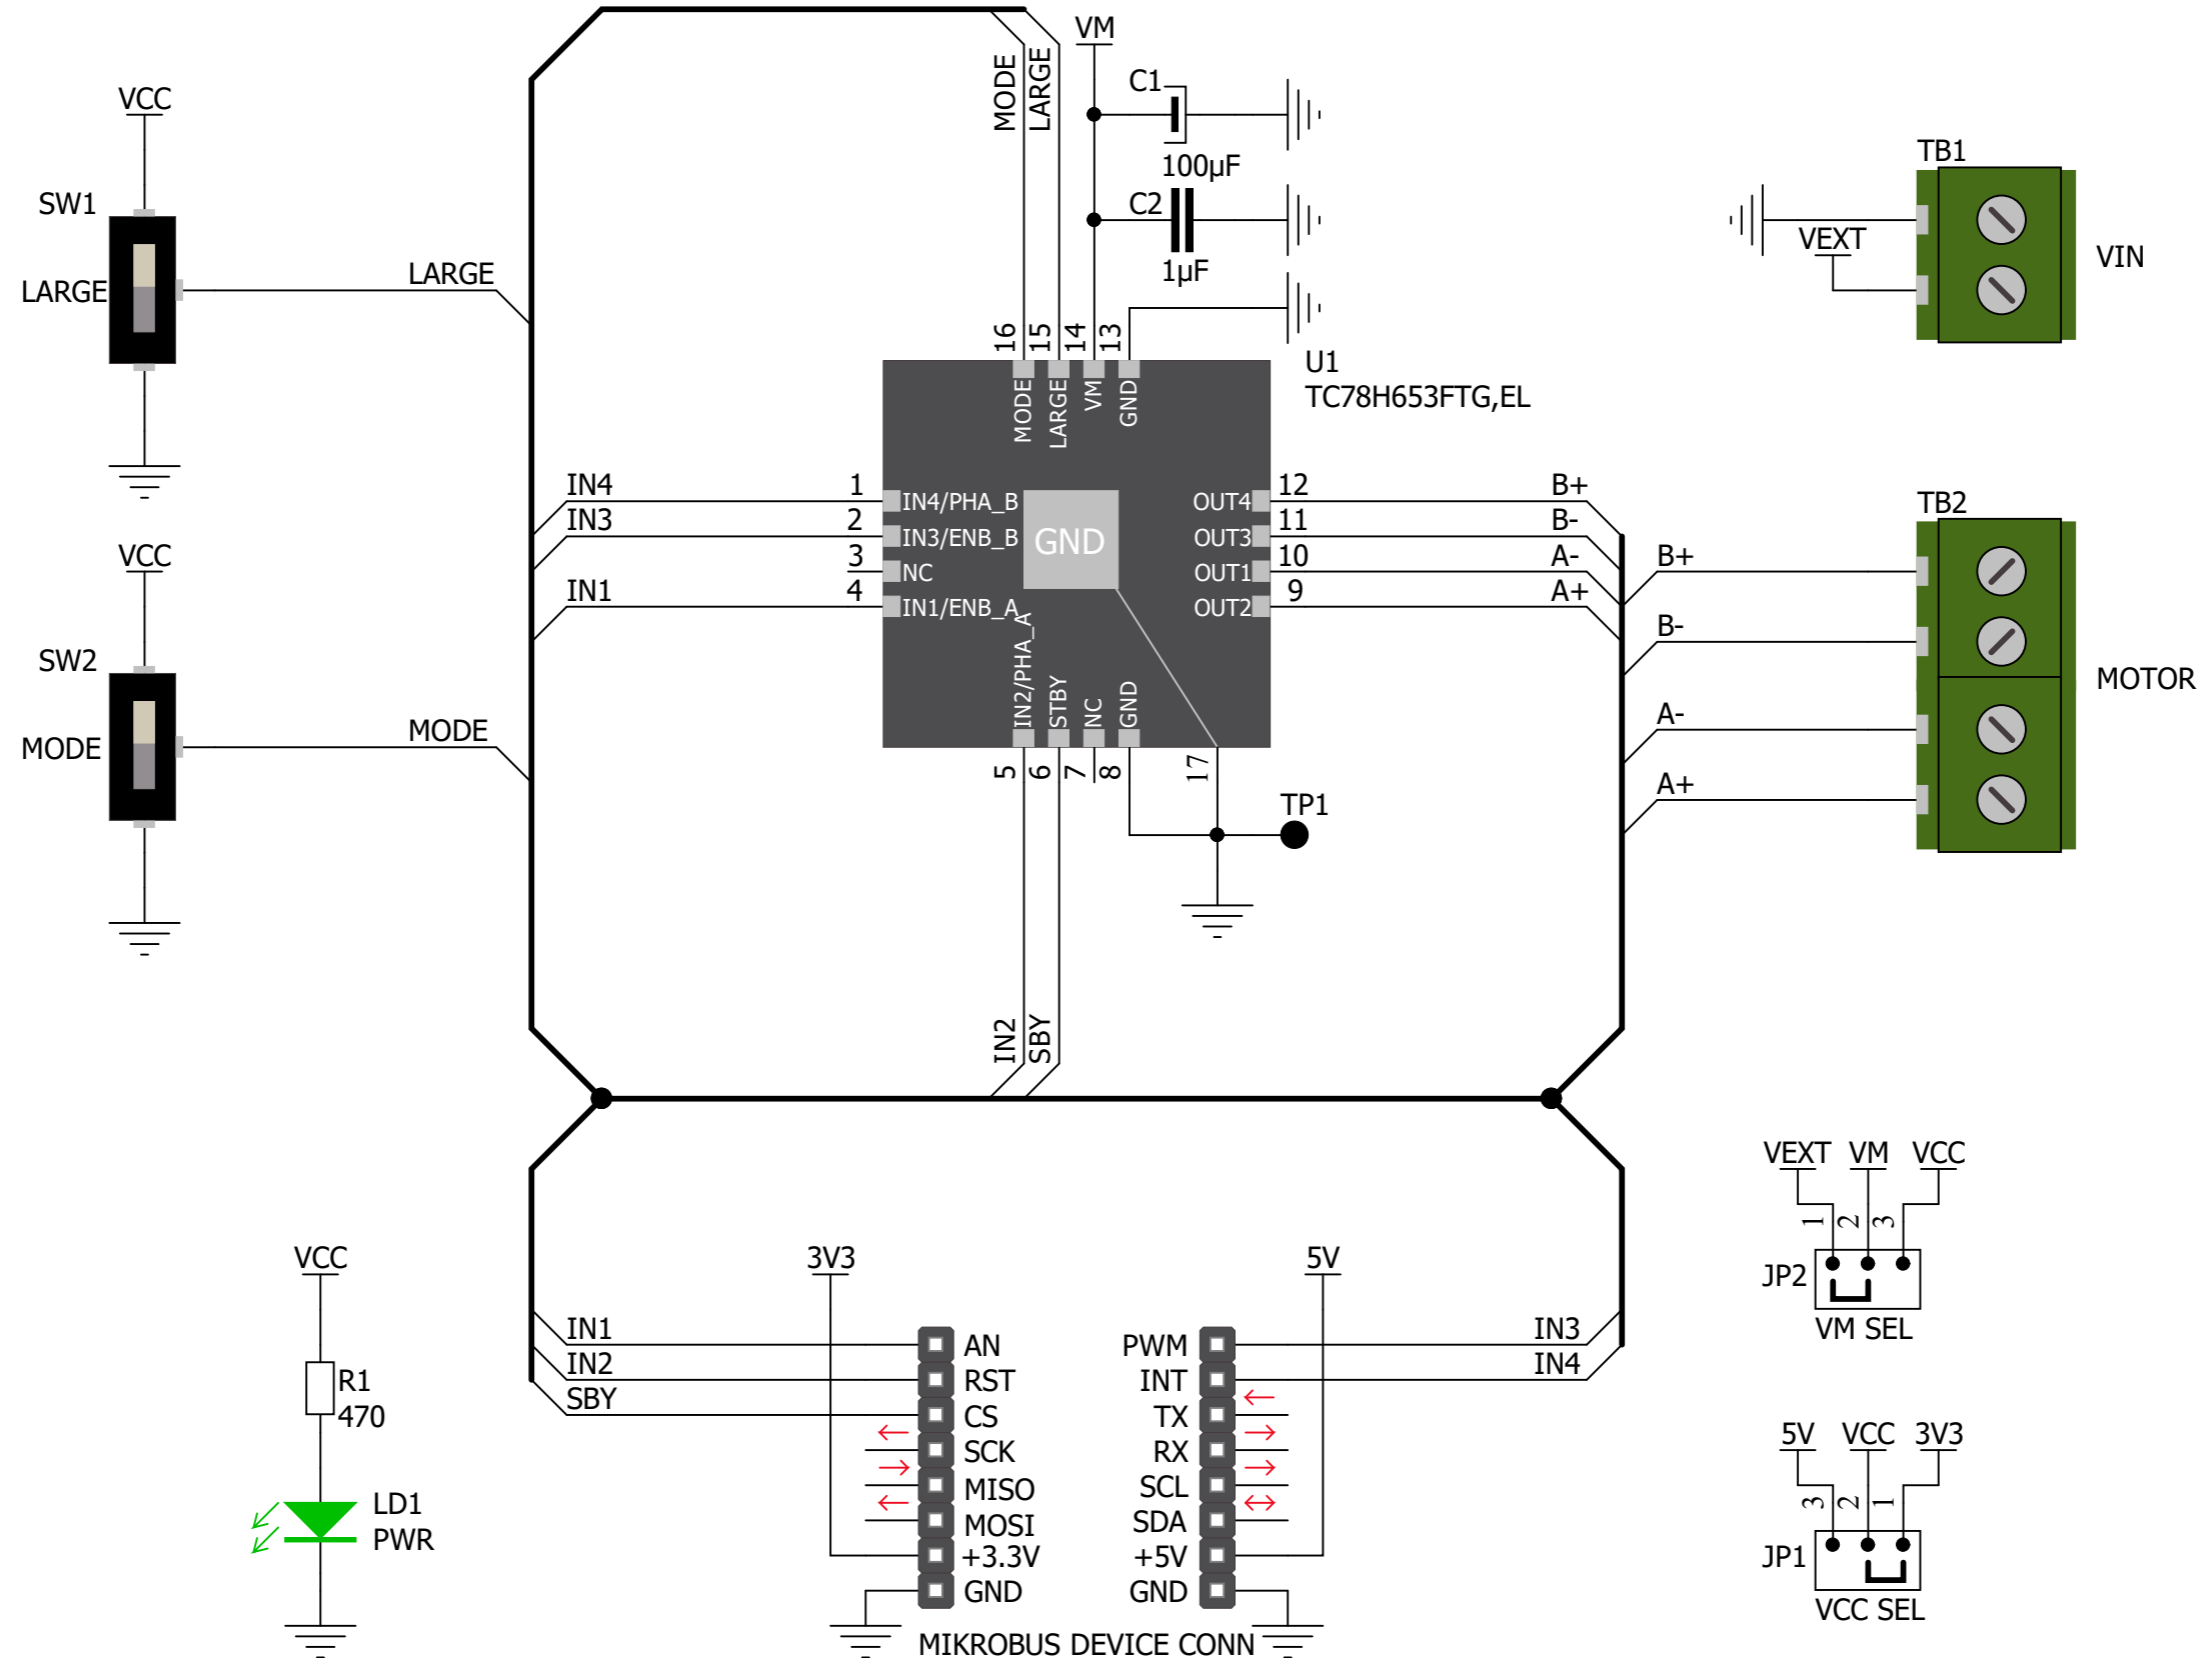 VM
MODE
LARGE
C1
100µF
C2
1µF
VCC
SW1
LARGE
LARGE
TB1
VEXT
VIN
16
15
14
13
U1
TC78H653FTG,EL
MODE
LARGE
VM
GND
IN4
1
IN4/PHA_B
OUT4
12
B+
IN3
2
IN3/ENB_B
GND
OUT3
11
B-
3
NC
OUT1
10
A-
IN1
4
IN1/ENB_A
OUT2
9
A+
IN2/PHA_A
STBY
NC
GND
5
6
7
8
17
TP1
VCC
SW2
MODE
MODE
TB2
B+
B-
A-
A+
MOTOR
IN2
SBY
VEXT
VM
VCC
1
2
3
JP2
VM SEL
VCC
R1
470
LD1
PWR
3V3
5V
IN1
AN
PWM
IN3
IN2
RST
INT
IN4
SBY
CS
TX
SCK
RX
MISO
SCL
MOSI
SDA
+3.3V
+5V
GND
GND
MIKROBUS DEVICE CONN
5V
VCC
3V3
3
2
1
JP1
VCC SEL